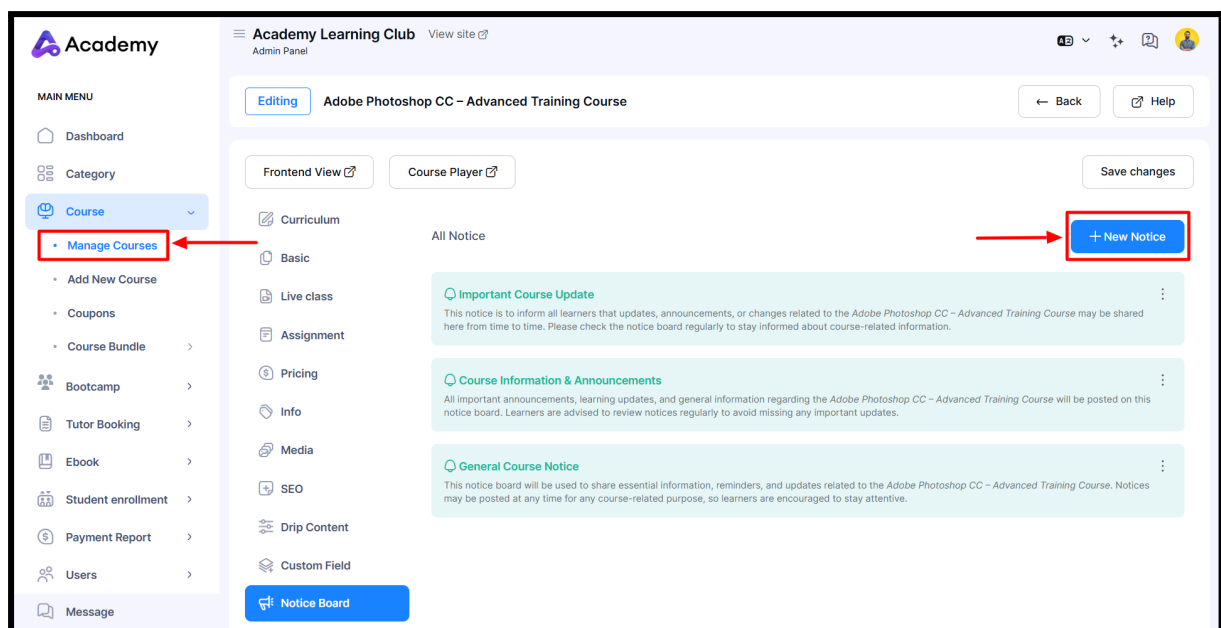 Academy
MAIN MENU
Dashboard
Category
Course
Manage Courses
Add New Course
Coupons
Course Bundle
Bootcamp
Tutor Booking
Ebook
Student enrollment
Payment Report
Users
Message
Academy Learning Club View site
Admin Panel
Editing Adobe Photoshop CC – Advanced Training Course
← Back
Help
Frontend View
Course Player
Save changes
Curriculum
Basic
Live class
Assignment
Pricing
Info
Media
SEO
Drip Content
Custom Field
Notice Board
All Notice
+ New Notice
Important Course Update
This notice is to inform all learners that updates, announcements, or changes related to the Adobe Photoshop CC – Advanced Training Course may be shared
here from time to time. Please check the notice board regularly to stay informed about course-related information.
Course Information & Announcements
All important announcements, learning updates, and general information regarding the Adobe Photoshop CC – Advanced Training Course will be posted on this
notice board. Learners are advised to review notices regularly to avoid missing any important updates.
General Course Notice
This notice board will be used to share essential information, reminders, and updates related to the Adobe Photoshop CC – Advanced Training Course. Notices
may be posted at any time for any course-related purpose, so learners are encouraged to stay attentive.